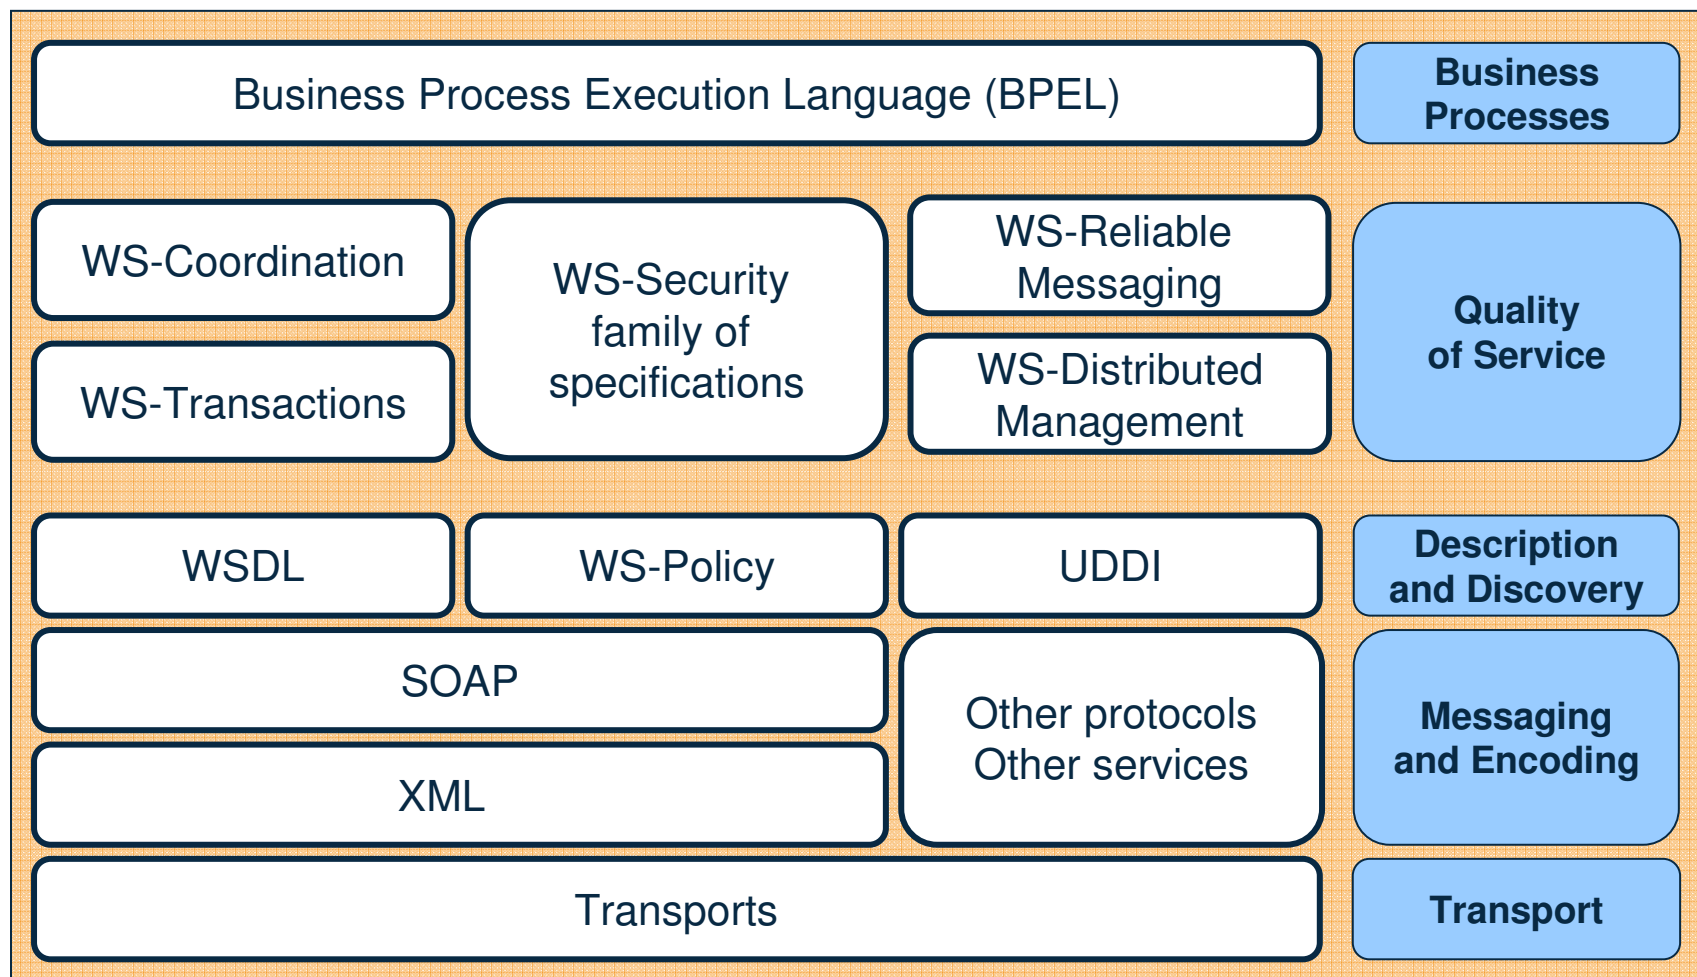 Business Process Execution Language (BPEL)
Business
Processes
WS-Coordination
WS-Transactions
WS-Security
family of
specifications
WS-Reliable
Messaging
WS-Distributed
Management
Quality
of Service
WSDL
WS-Policy
UDDI
Description
and Discovery
SOAP
XML
Other protocols
Other services
Messaging
and Encoding
Transports
Transport